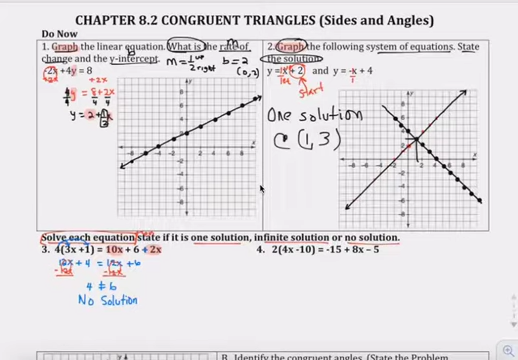 CHAPTER 8.2 CONGRUENT TRIANGLES (Sides and Angles)
Do Now
1. Graph the linear equation. What is the rate of
change and the y-intercept.
m
b
m = 1/2 up right
b = 2
(0, 2)
-2x +4y = 8
+2x +2x
4y = 8 + 2x
4 4 4
y = 2 + 1/2 x
2. Graph the following system of equations. State
the solution
y = 1x + 2 and y = -x + 4
start
One solution
(1, 3)
Solve each equation State if it is one solution, infinite solution or no solution.
3. 4(3x +1) = 10x + 6 + 2x
12x + 4 = 12x + 6
-12x -12x
4 ≠ 6
No Solution
4. 2(4x -10) = -15 + 8x - 5
B. Identify the congruent angles. (State the Problem